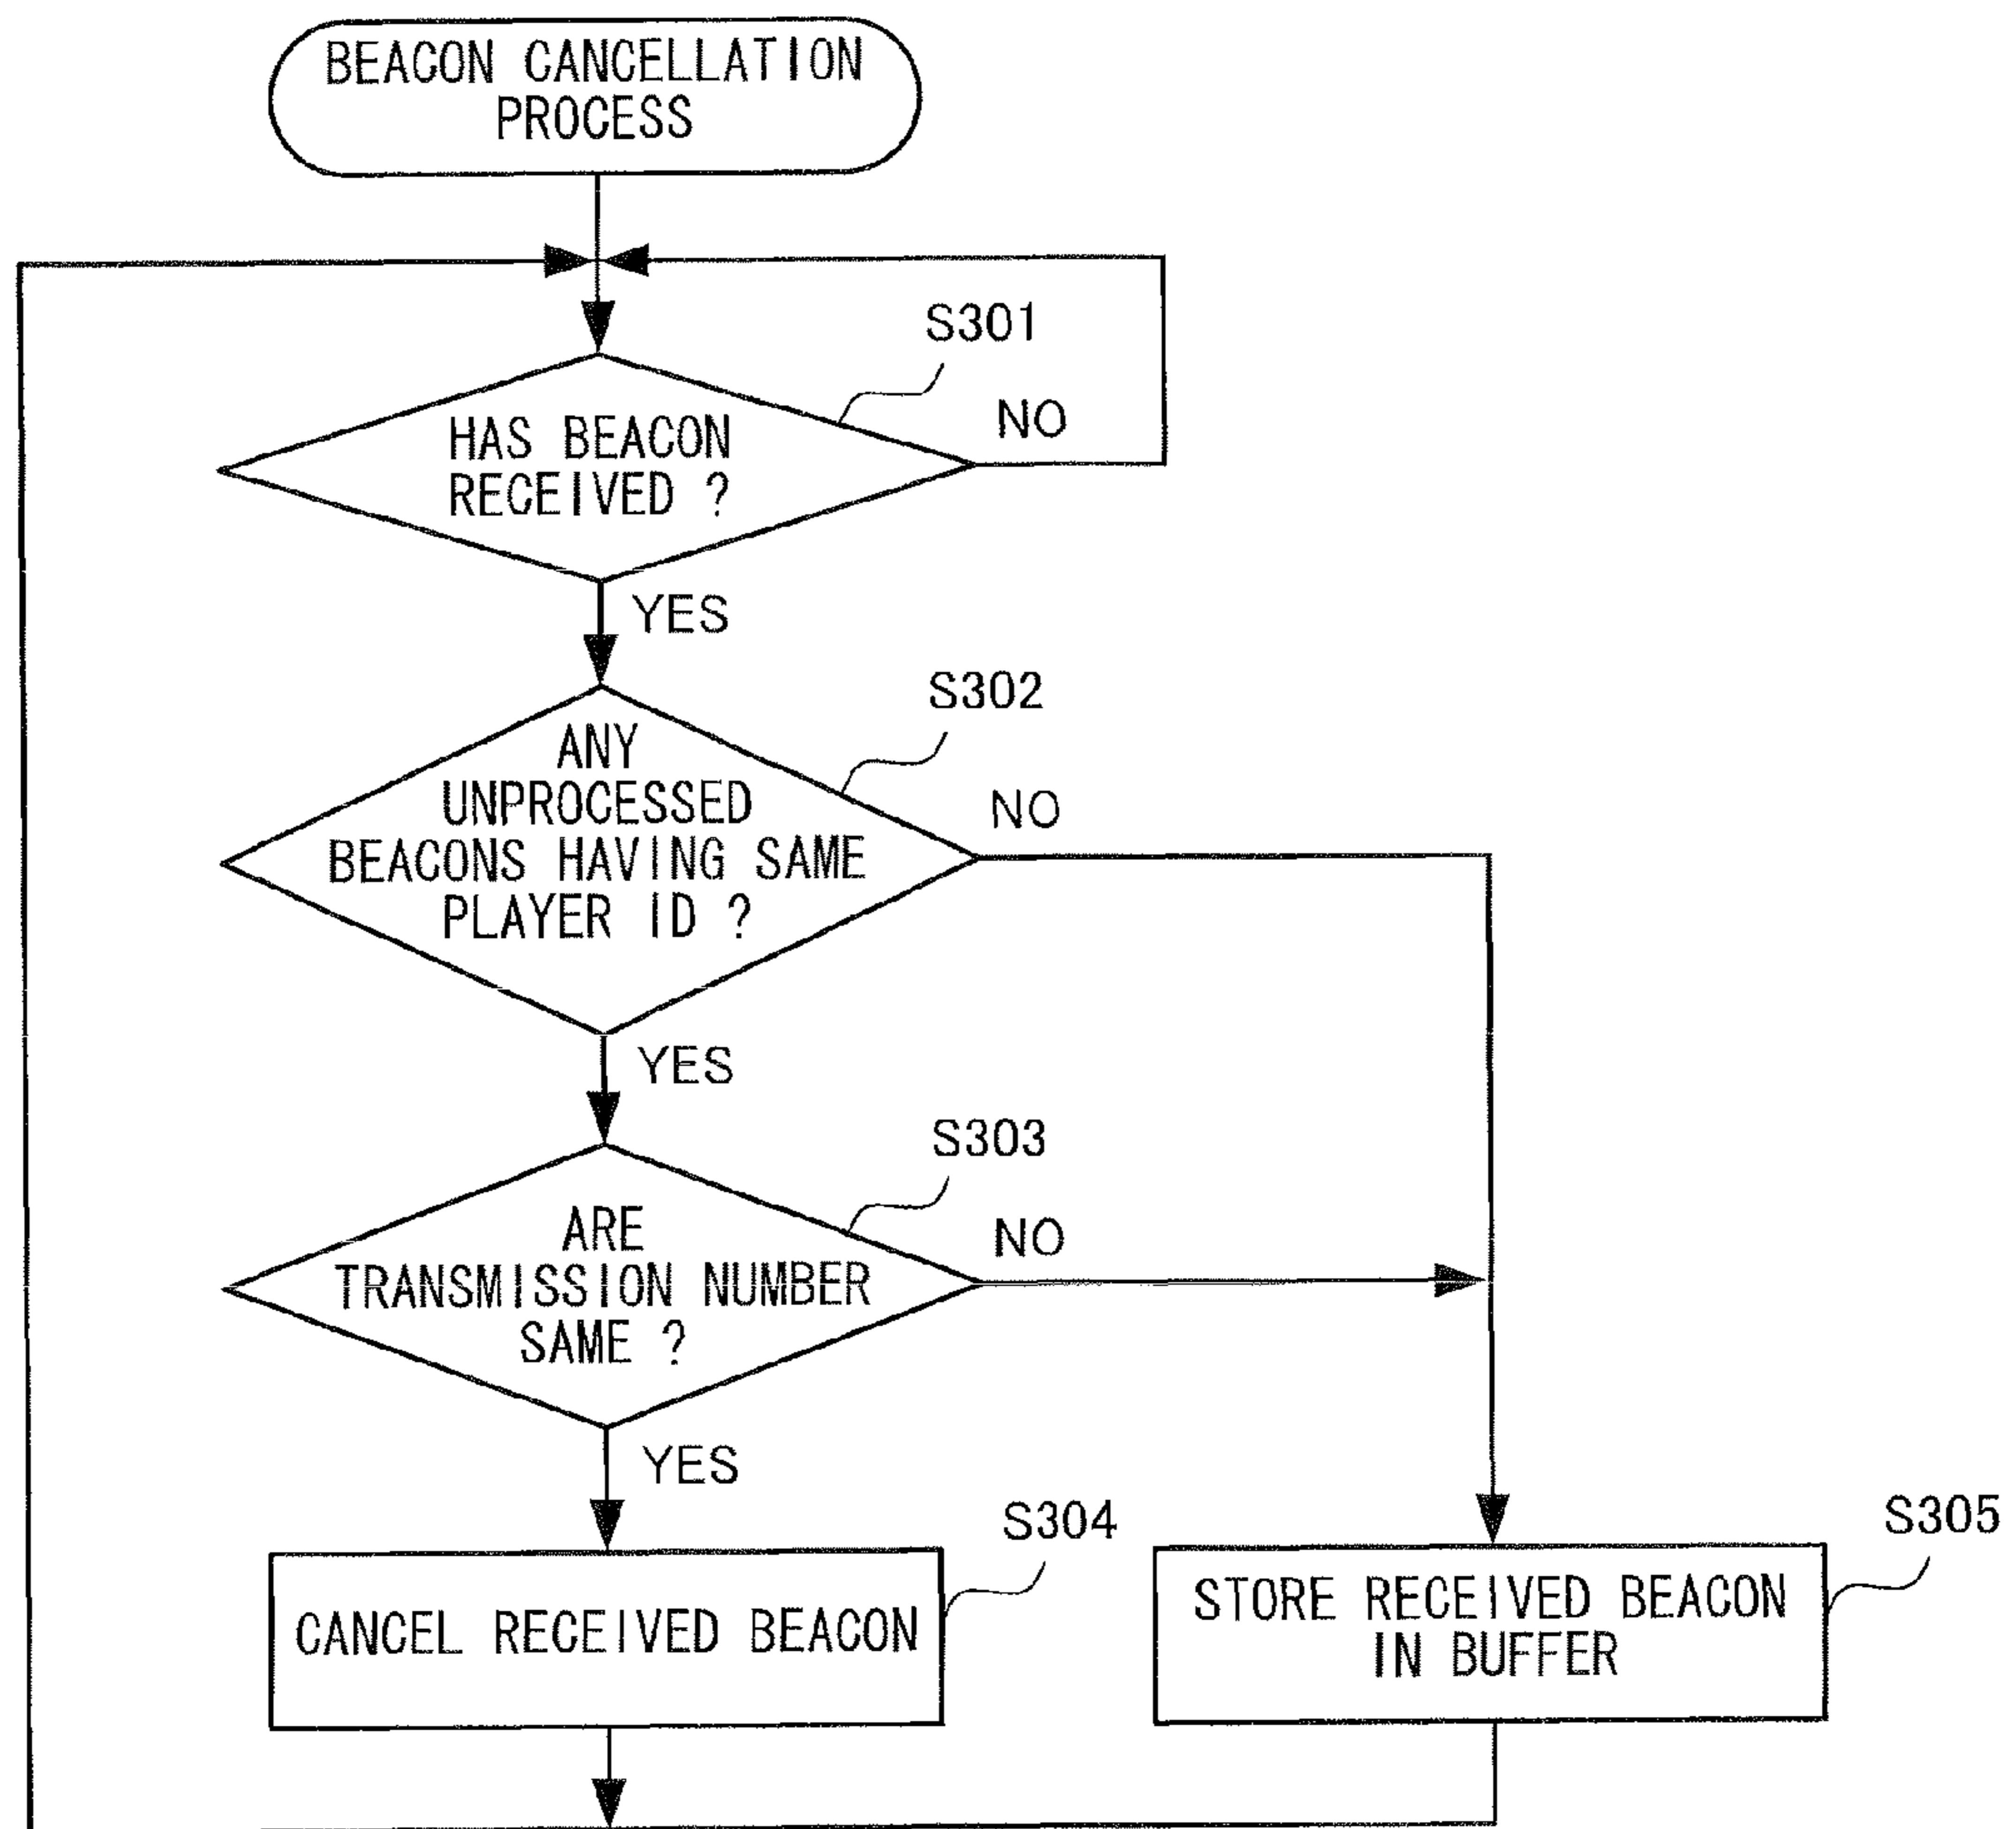 BEACON CANCELLATION
PROCESS
S301
HAS BEACON
RECEIVED ?
NO
YES
S302
ANY
UNPROCESSED
BEACONS HAVING SAME
PLAYER ID ?
NO
YES
S303
ARE
TRANSMISSION NUMBER
SAME ?
NO
YES
S304
CANCEL RECEIVED BEACON
S305
STORE RECEIVED BEACON
IN BUFFER